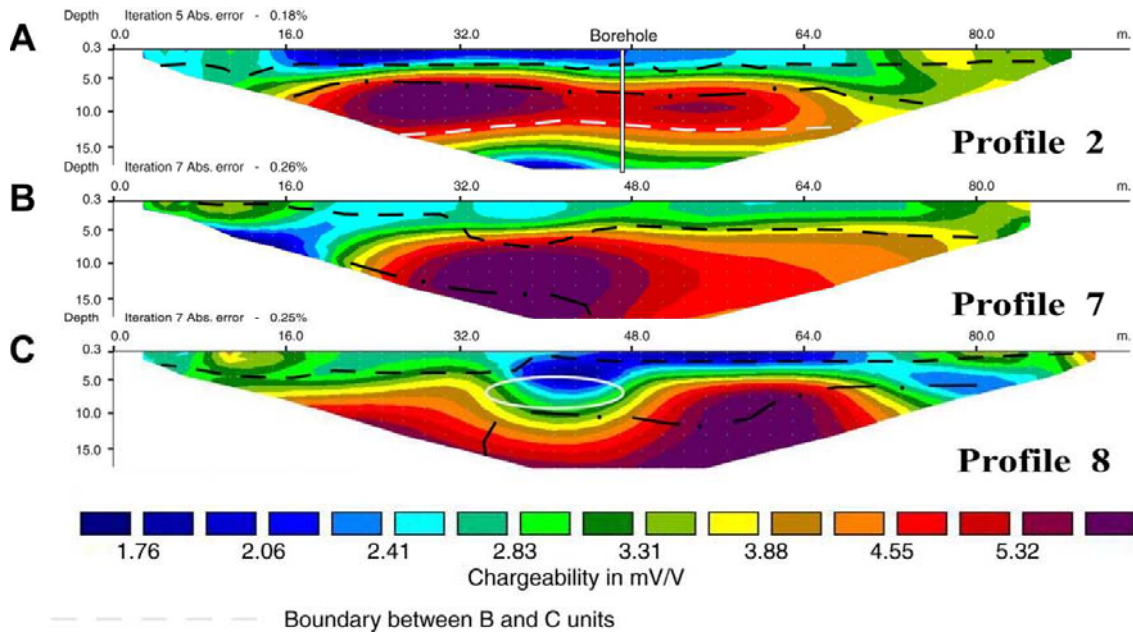 Depth Iteration 5 Abs. error - 0.18%
A
0.0 16.0 32.0 Borehole 64.0 80.0 m.
0.3
5.0
10.0
15.0
Profile 2
Depth Iteration 7 Abs. error - 0.26%
B
0.0 16.0 32.0 48.0 64.0 80.0 m.
0.3
5.0
10.0
15.0
Profile 7
Depth Iteration 7 Abs. error - 0.25%
C
0.0 16.0 32.0 48.0 64.0 80.0 m.
0.3
5.0
10.0
15.0
Profile 8
1.76 2.06 2.41 2.83 3.31 3.88 4.55 5.32
Chargeability in mV/V
Boundary between B and C units